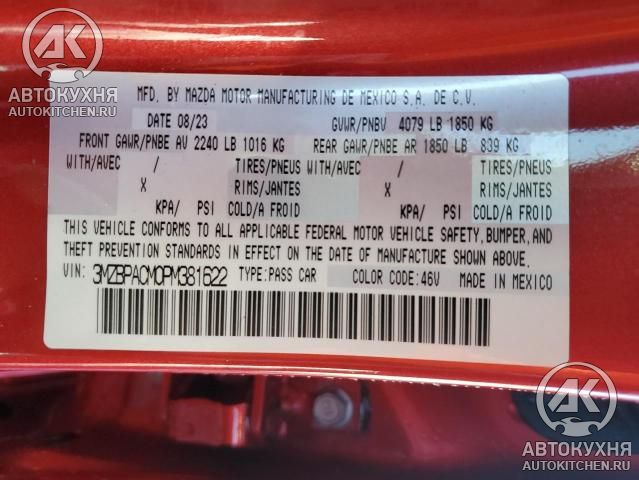 АК
АВТОКУХНЯ
AUTOKITCHEN.RU
MFD. BY MAZDA MOTOR MANUFACTURING DE MEXICO S.A. DE C.V.
DATE 08/23 GVWR/PNBV 4079 LB 1850 KG
FRONT GAWR/PNBE AV 2240 LB 1016 KG REAR GAWR/PNBE AR 1850 LB 839 KG
WITH/AVEC / TIRES/PNEUS WITH/AVEC / TIRES/PNEUS
X RIMS/JANTES X RIMS/JANTES
KPA/ PSI COLD/A FROID KPA/ PSI COLD/A FROID
THIS VEHICLE CONFORMS TO ALL APPLICABLE FEDERAL MOTOR VEHICLE SAFETY, BUMPER, AND
THEFT PREVENTION STANDARDS IN EFFECT ON THE DATE OF MANUFACTURE SHOWN ABOVE.
VIN: 3MZBPACM0PM381622 TYPE:PASS CAR COLOR CODE:46V MADE IN MEXICO
АК
АВТОКУХНЯ
AUTOKITCHEN.RU